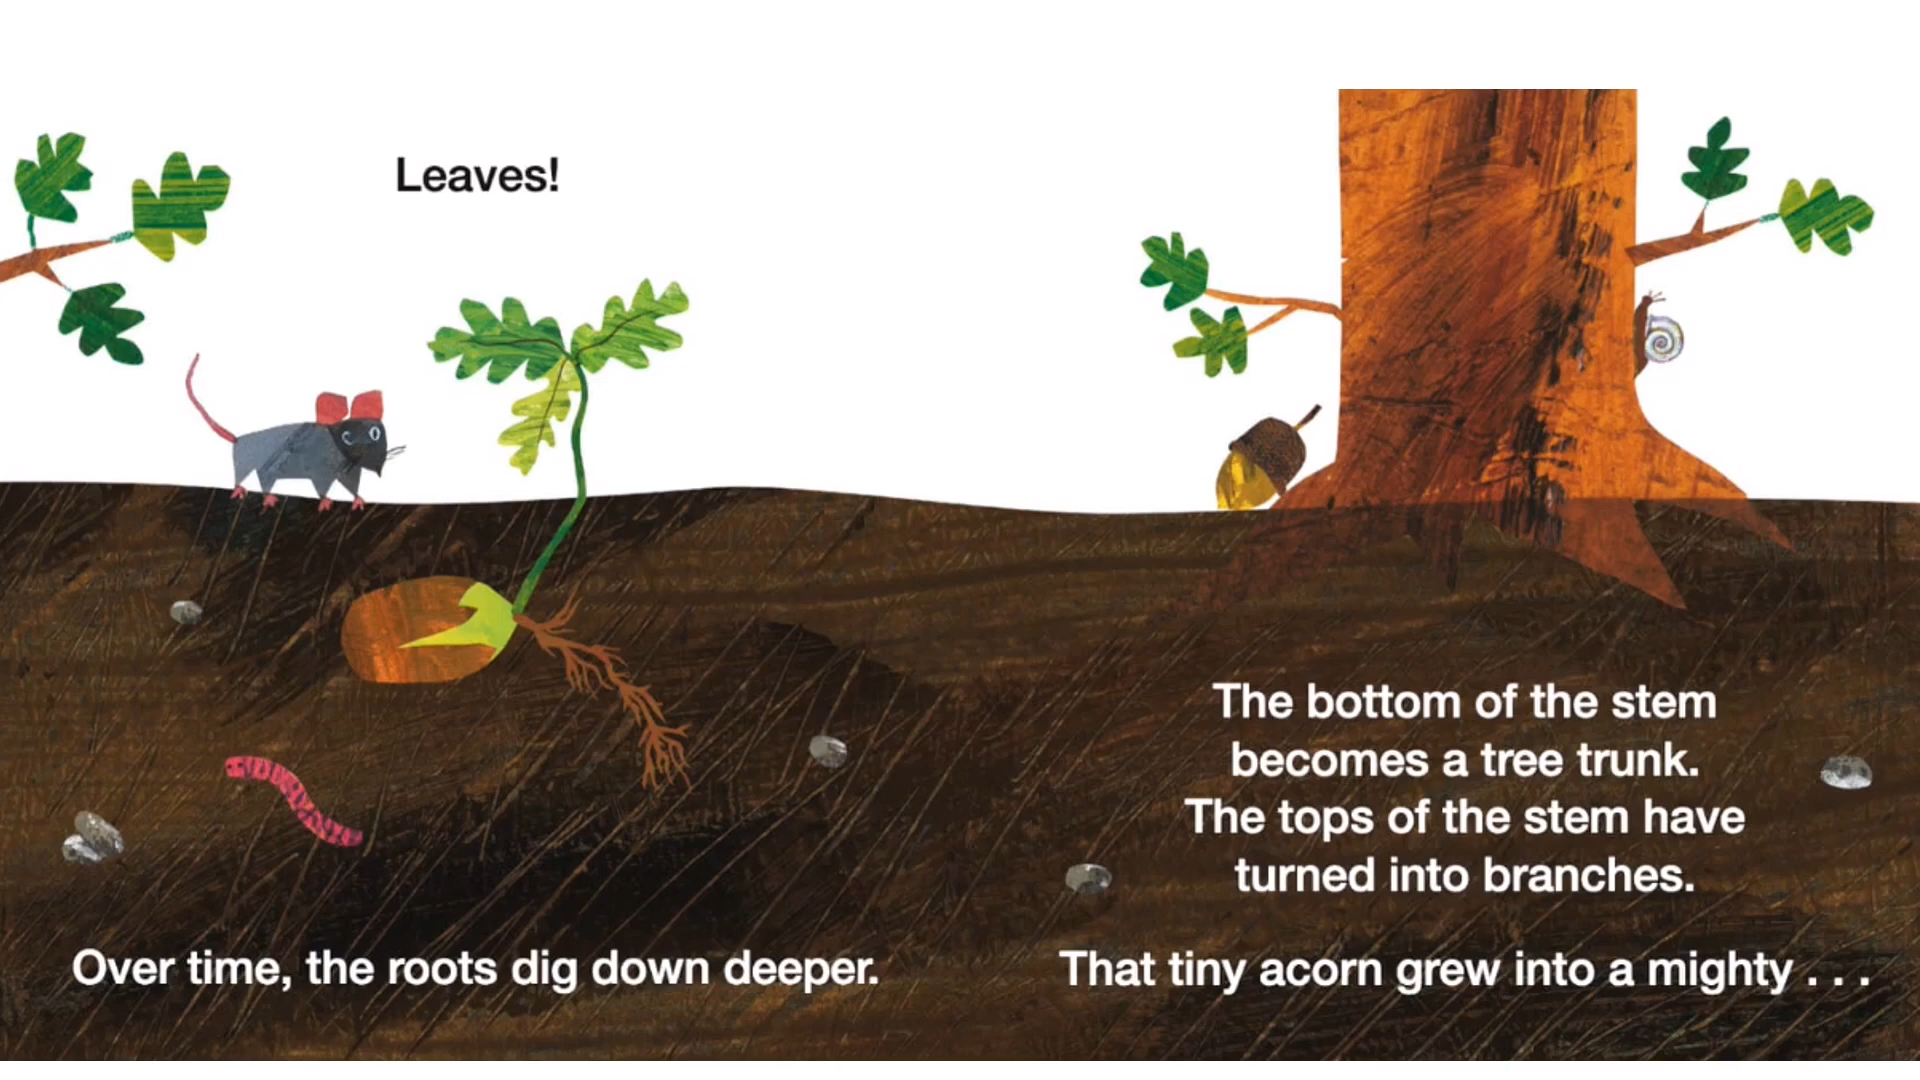 Leaves!
Over time, the roots dig down deeper.
The bottom of the stem
becomes a tree trunk.
The tops of the stem have
turned into branches.
That tiny acorn grew into a mighty . . .